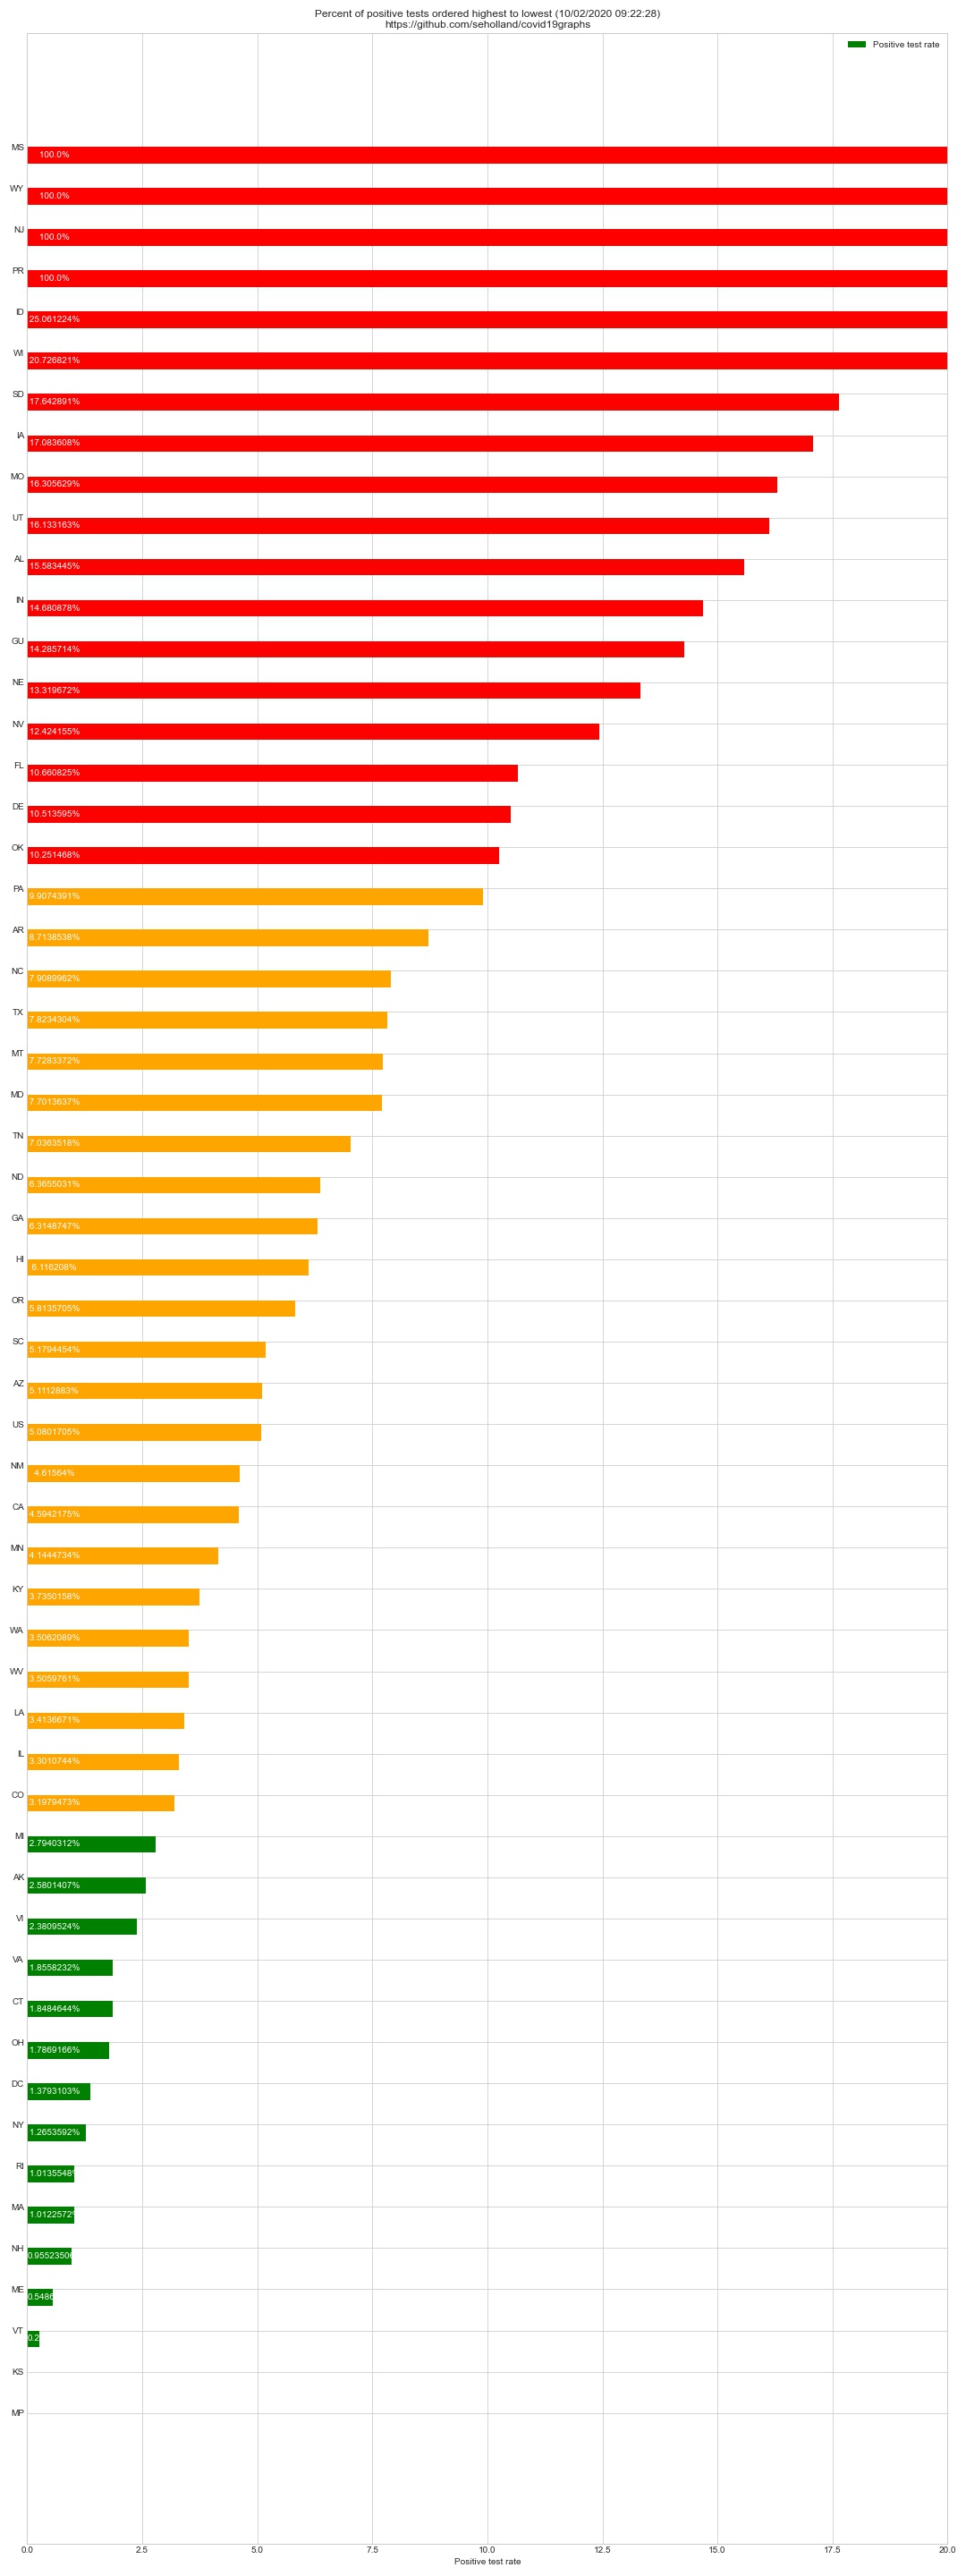 Percent of positive tests ordered highest to lowest (10/02/2020 09:22:28)
https://github.com/seholland/covid19graphs
Positive test rate
MS 100.0%
WY 100.0%
NJ 100.0%
PR 100.0%
ID 25.061224%
WI 20.726821%
SD 17.642891%
IA 17.083608%
MO 16.305629%
UT 16.133163%
AL 15.583445%
IN 14.680878%
GU 14.285714%
NE 13.319672%
NV 12.424155%
FL 10.660825%
DE 10.513595%
OK 10.251468%
PA 9.9074391%
AR 8.7138538%
NC 7.9089962%
TX 7.8234304%
MT 7.7283372%
MD 7.7013637%
TN 7.0363518%
ND 6.3655031%
GA 6.3148747%
HI 6.116208%
OR 5.8135705%
SC 5.1794454%
AZ 5.1112883%
US 5.0801705%
NM 4.61564%
CA 4.5942175%
MN 4.1444734%
KY 3.7350158%
WA 3.5062089%
WV 3.5059761%
LA 3.4136671%
IL 3.3010744%
CO 3.1979473%
MI 2.7940312%
AK 2.5801407%
VI 2.3809524%
VA 1.8558232%
CT 1.8484644%
OH 1.7869166%
DC 1.3793103%
NY 1.2653592%
RI 1.0135548%
MA 1.0122572%
NH 0.9552350
ME 0.548
VT 0.2
KS
MP
0.0 2.5 5.0 7.5 10.0 12.5 15.0 17.5 20.0
Positive test rate